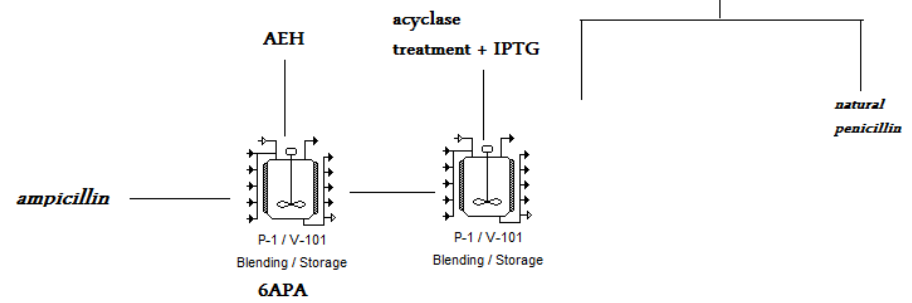 acyclase
treatment + IPTG
AEH
natural
penicillin
ampicillin
P-1 / V-101
Blending / Storage
6APA
P-1 / V-101
Blending / Storage